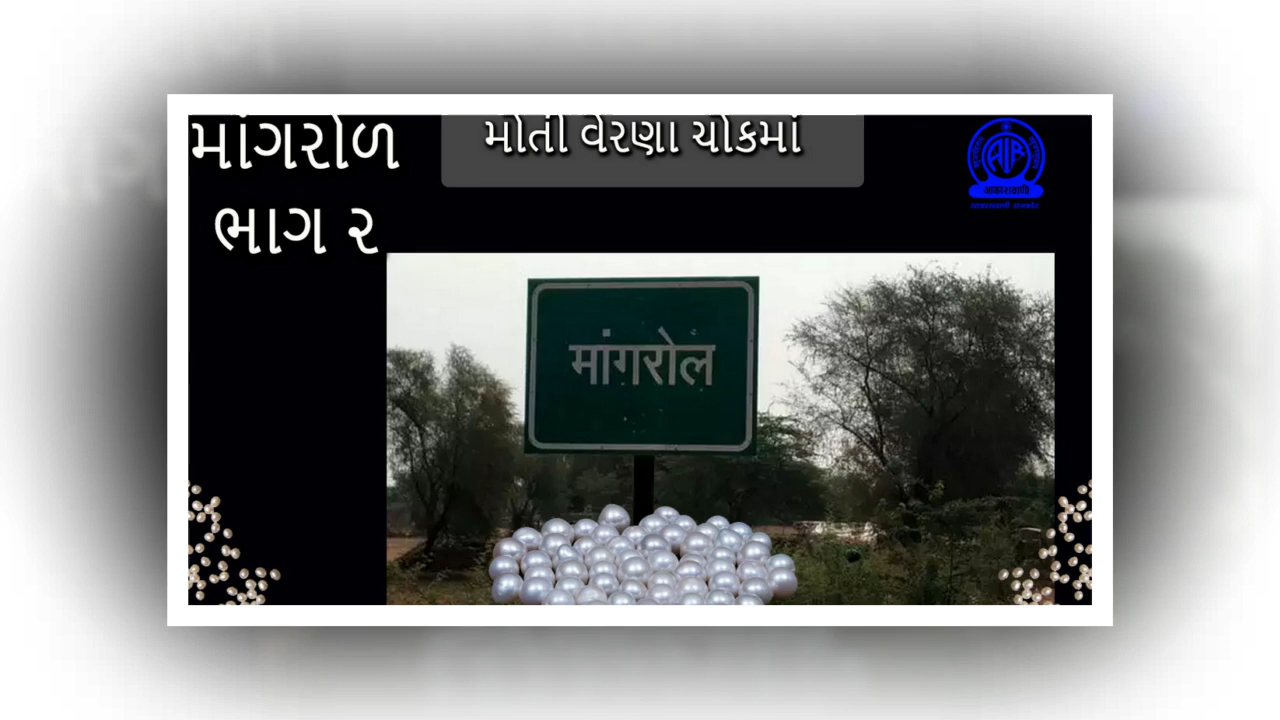 માંગરોળ
ભાગ ૨
મોતી વેરણા ચોકમાં
आकाशवाणी
मांगरोल